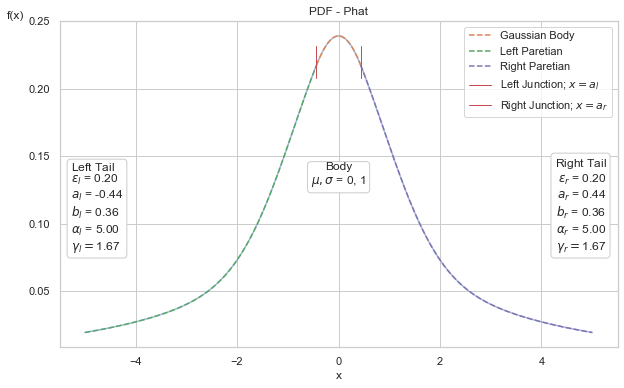 PDF - Phat
f(x)
0.25
0.20
0.15
0.10
0.05
Gaussian Body
Left Paretian
Right Paretian
Left Junction; x = a_l
Right Junction; x = a_r
Left Tail
ε_l = 0.20
a_l = -0.44
b_l = 0.36
α_l = 5.00
γ_l = 1.67
Body
μ, σ = 0, 1
Right Tail
ε_r = 0.20
a_r = 0.44
b_r = 0.36
α_r = 5.00
γ_r = 1.67
−4 −2 0 2 4
x